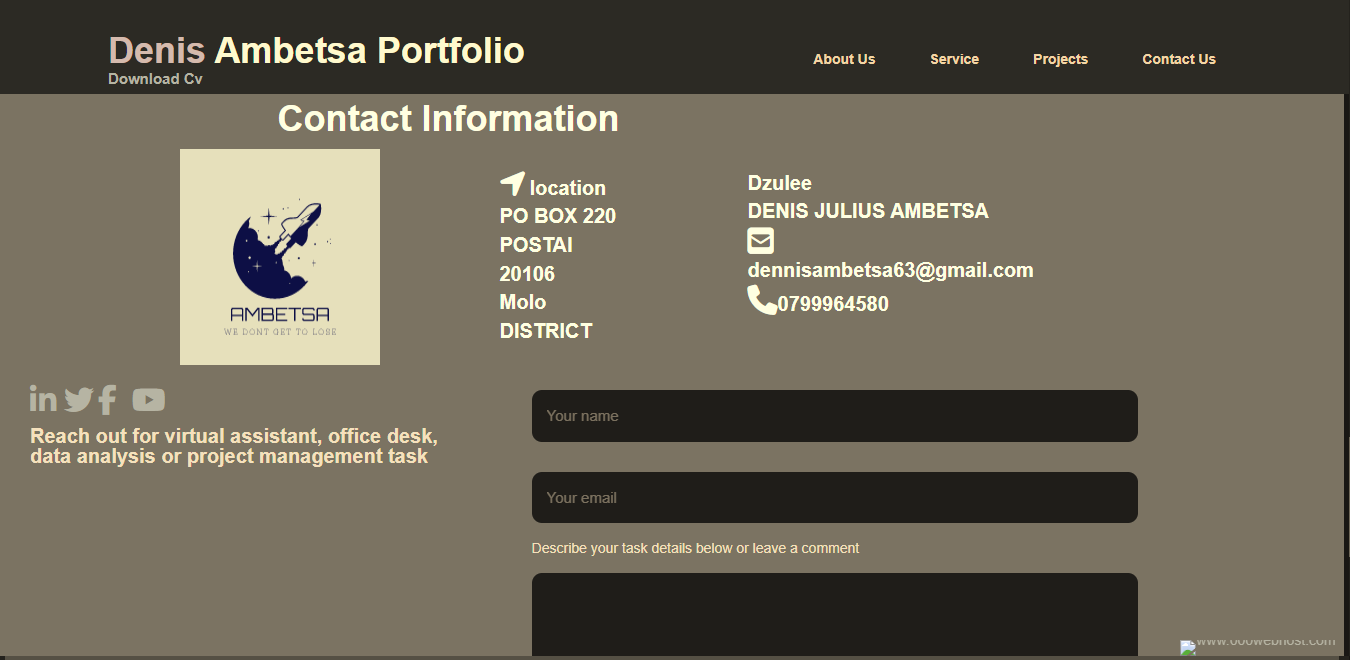 Denis Ambetsa Portfolio
Download Cv
About Us
Service
Projects
Contact Us
Contact Information
AMBETSA
WE DONT GET TO LOSE
location
PO BOX 220
POSTAl
20106
Molo
DISTRICT
Dzulee
DENIS JULIUS AMBETSA
dennisambetsa63@gmail.com
0799964580
in
Reach out for virtual assistant, office desk,
data analysis or project management task
Your name
Your email
Describe your task details below or leave a comment
www.000webhost.com